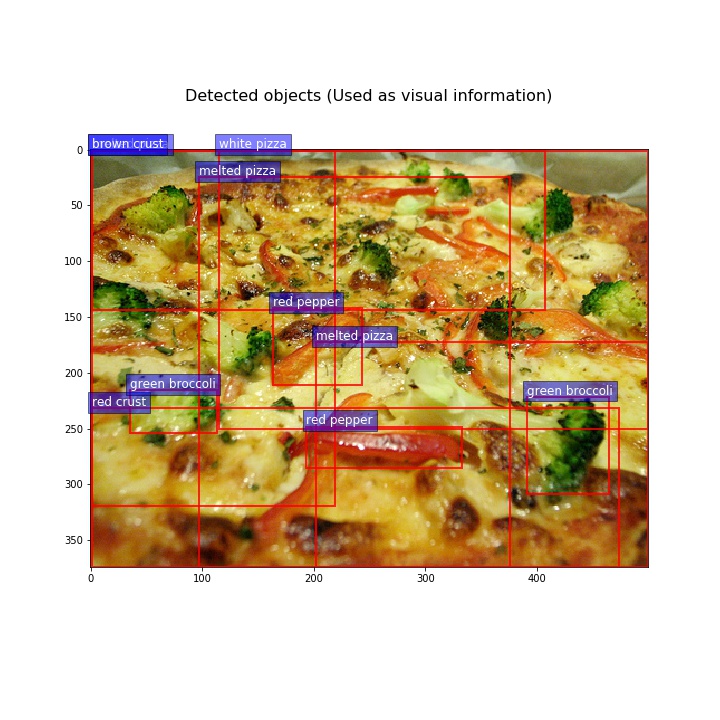 Detected objects (Used as visual information)
brown crust
white pizza
melted pizza
red pepper
melted pizza
green broccoli
green broccoli
red crust
red pepper
0
50
100
150
200
250
300
350
0 100 200 300 400